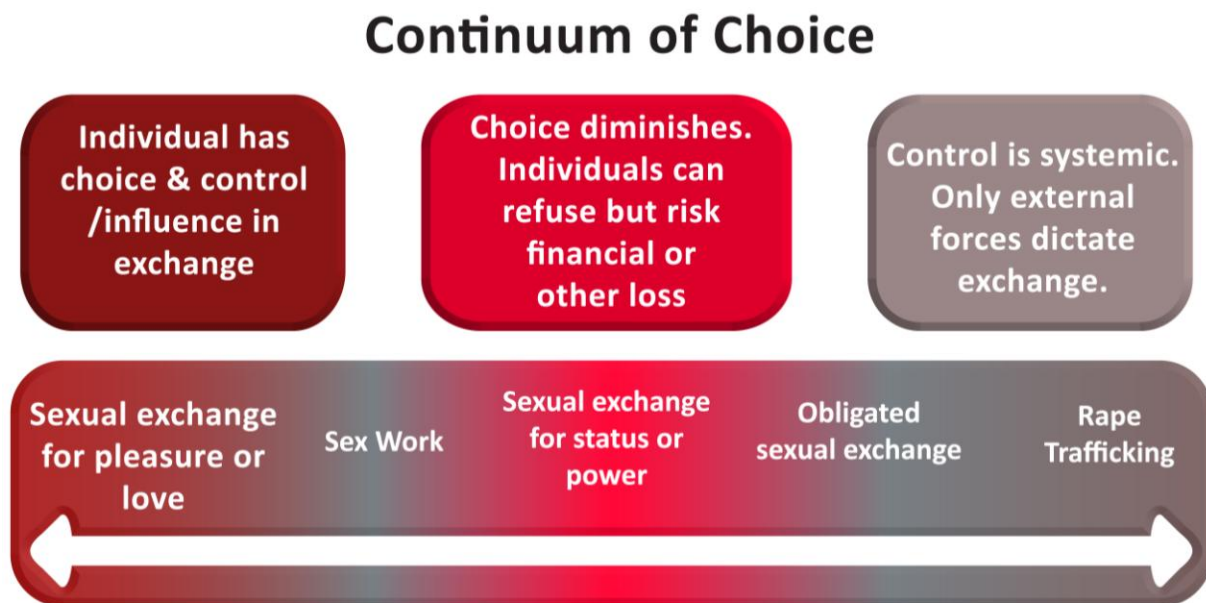 Continuum of Choice
Individual has
choice & control
/influence in
exchange
Choice diminishes.
Individuals can
refuse but risk
financial or
other loss
Control is systemic.
Only external
forces dictate
exchange.
Sexual exchange
for pleasure or
love
Sex Work
Sexual exchange
for status or
power
Obligated
sexual exchange
Rape
Trafficking